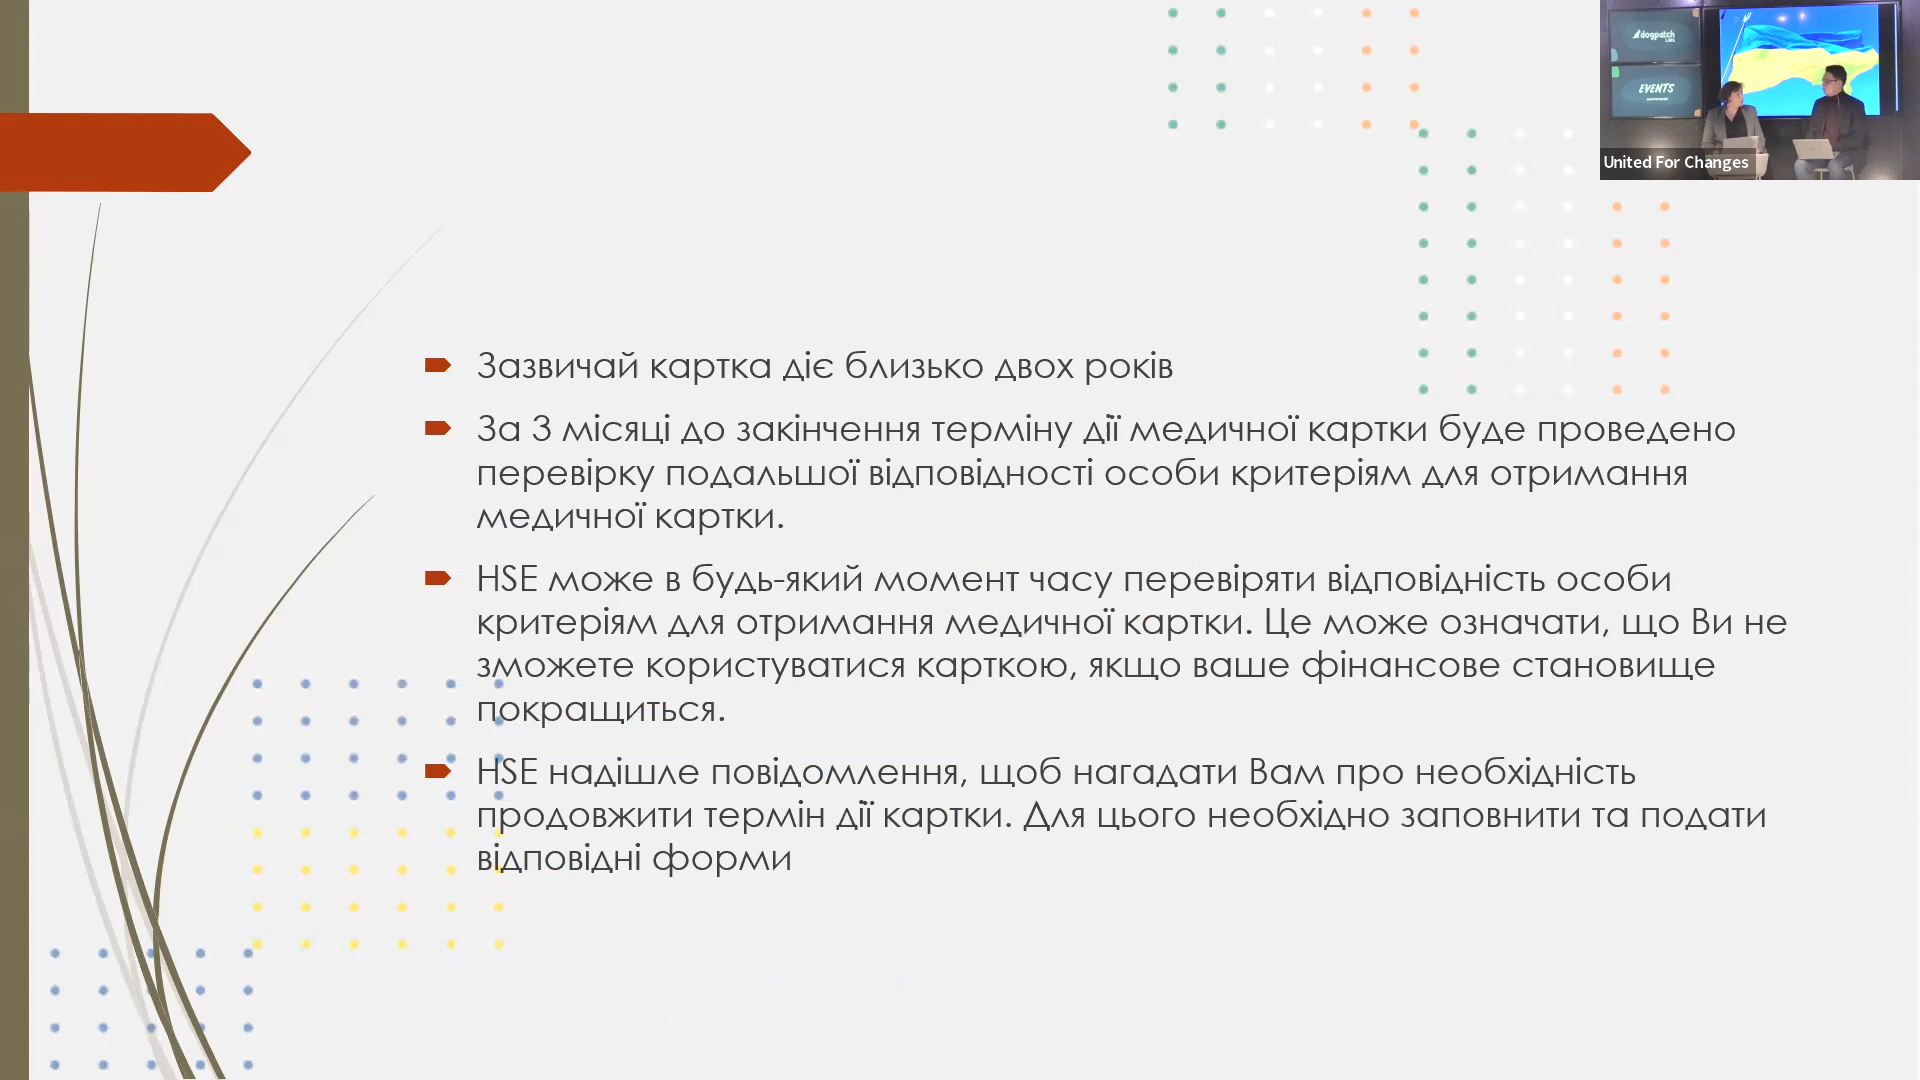 dogpatch
LABS
EVENTS
United For Changes
Зазвичай картка діє близько двох років
За 3 місяці до закінчення терміну дії медичної картки буде проведено
перевірку подальшої відповідності особи критеріям для отримання
медичної картки.
HSE може в будь-який момент часу перевіряти відповідність особи
критеріям для отримання медичної картки. Це може означати, що Ви не
зможете користуватися карткою, якщо ваше фінансове становище
покращиться.
HSE надішле повідомлення, щоб нагадати Вам про необхідність
продовжити термін дії картки. Для цього необхідно заповнити та подати
відповідні форми